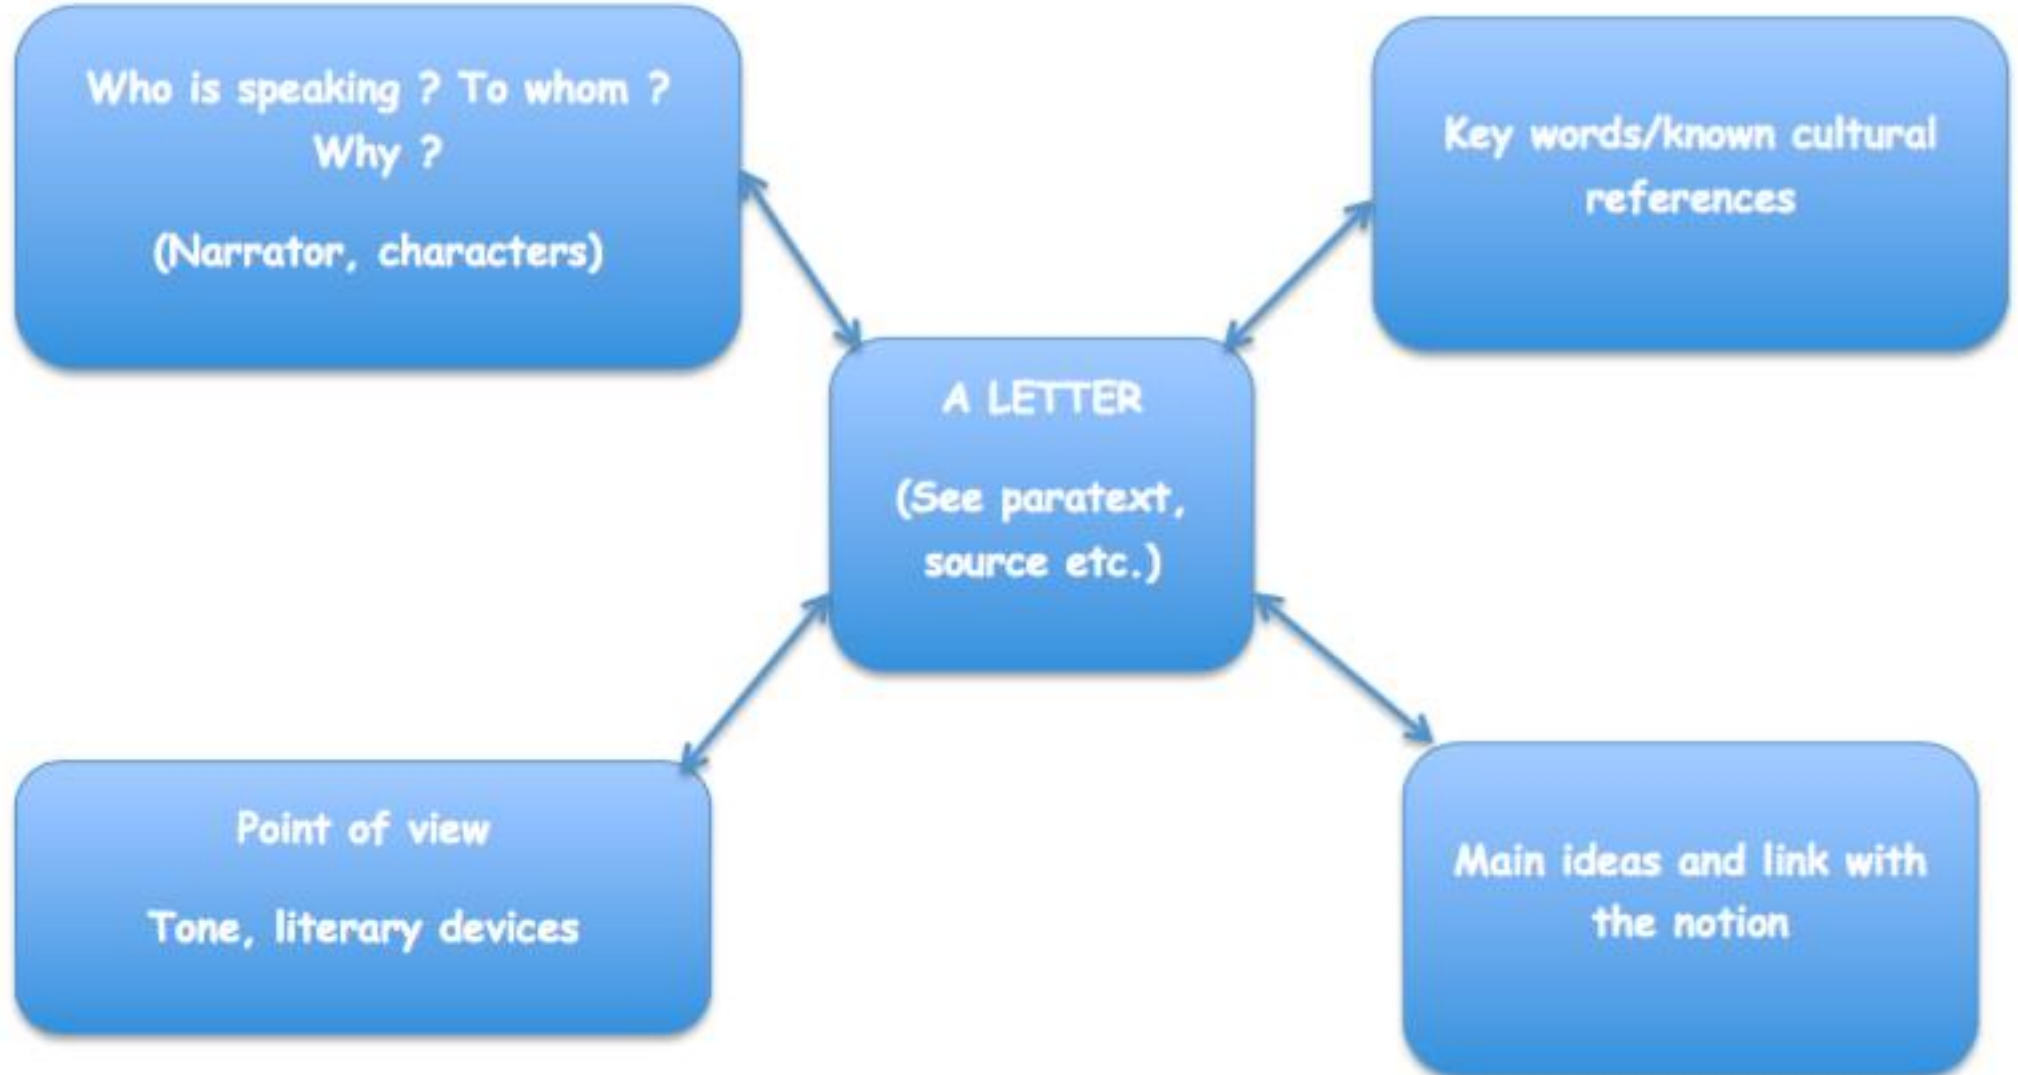 Who is speaking ? To whom ?
Why ?
(Narrator, characters)
Key words/known cultural
references
A LETTER
(See paratext,
source etc.)
Point of view
Tone, literary devices
Main ideas and link with
the notion